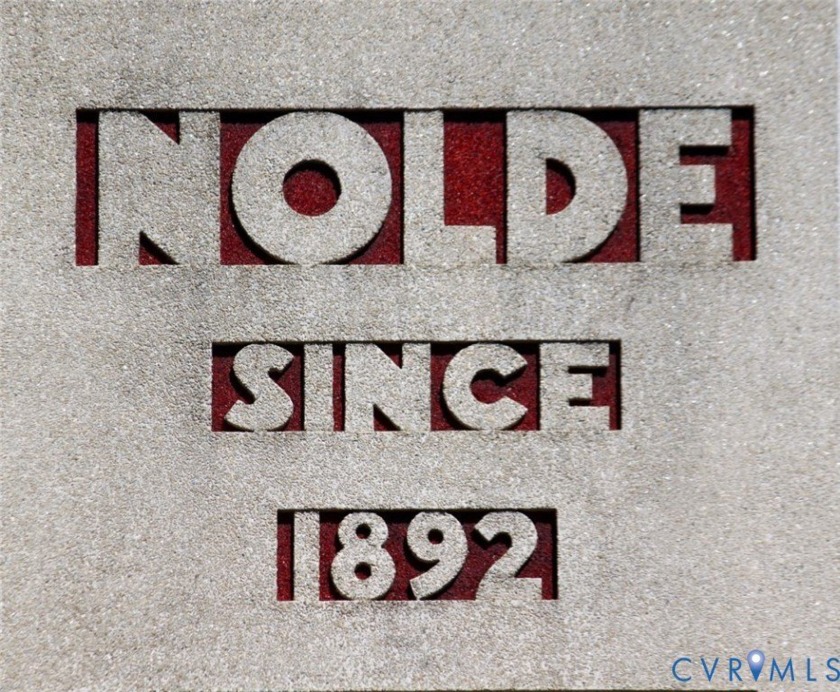 NOLDE
SINCE
1892
CVRMLS